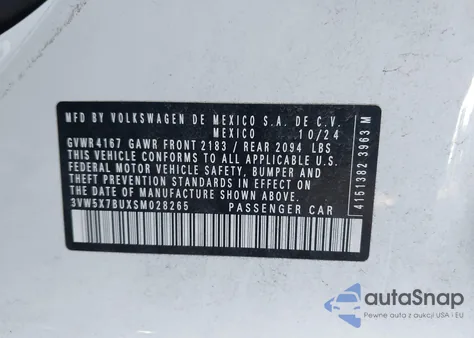 MFD BY VOLKSWAGEN DE MEXICO S.A. DE C.V.
MEXICO 10/24
GVWR4167 GAWR FRONT 2183 / REAR 2094 LBS
THIS VEHICLE CONFORMS TO ALL APPLICABLE U.S.
FEDERAL MOTOR VEHICLE SAFETY, BUMPER AND
THEFT PREVENTION STANDARDS IN EFFECT ON THE
DATE OF MANUFACTURE SHOWN ABOVE
3VW5X7BUXSM028265 PASSENGER CAR
4151382 3963 M
autoSnap
Pewne auta z aukcji USA i EU